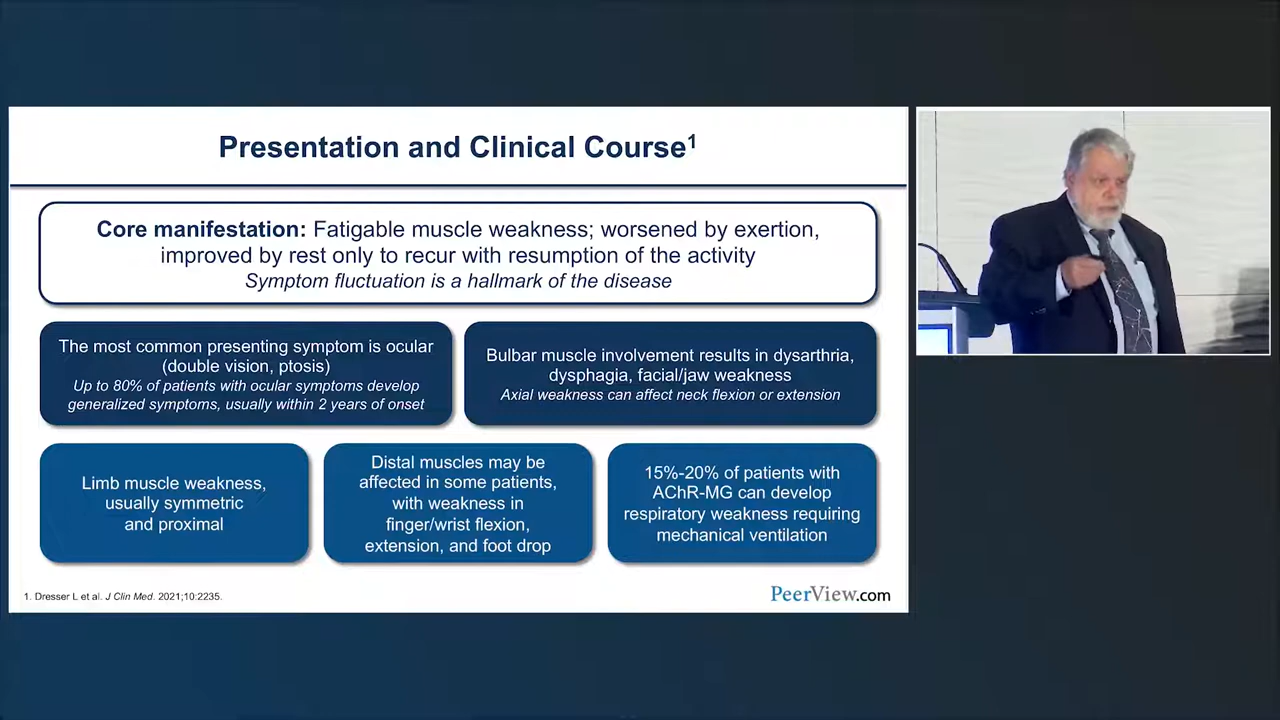 Presentation and Clinical Course1
Core manifestation: Fatigable muscle weakness; worsened by exertion,
improved by rest only to recur with resumption of the activity
Symptom fluctuation is a hallmark of the disease
The most common presenting symptom is ocular
(double vision, ptosis)
Up to 80% of patients with ocular symptoms develop
generalized symptoms, usually within 2 years of onset
Bulbar muscle involvement results in dysarthria,
dysphagia, facial/jaw weakness
Axial weakness can affect neck flexion or extension
Limb muscle weakness,
usually symmetric
and proximal
Distal muscles may be
affected in some patients,
with weakness in
finger/wrist flexion,
extension, and foot drop
15%-20% of patients with
AChR-MG can develop
respiratory weakness requiring
mechanical ventilation
1. Dresser L et al. J Clin Med. 2021;10:2235.
PeerView.com